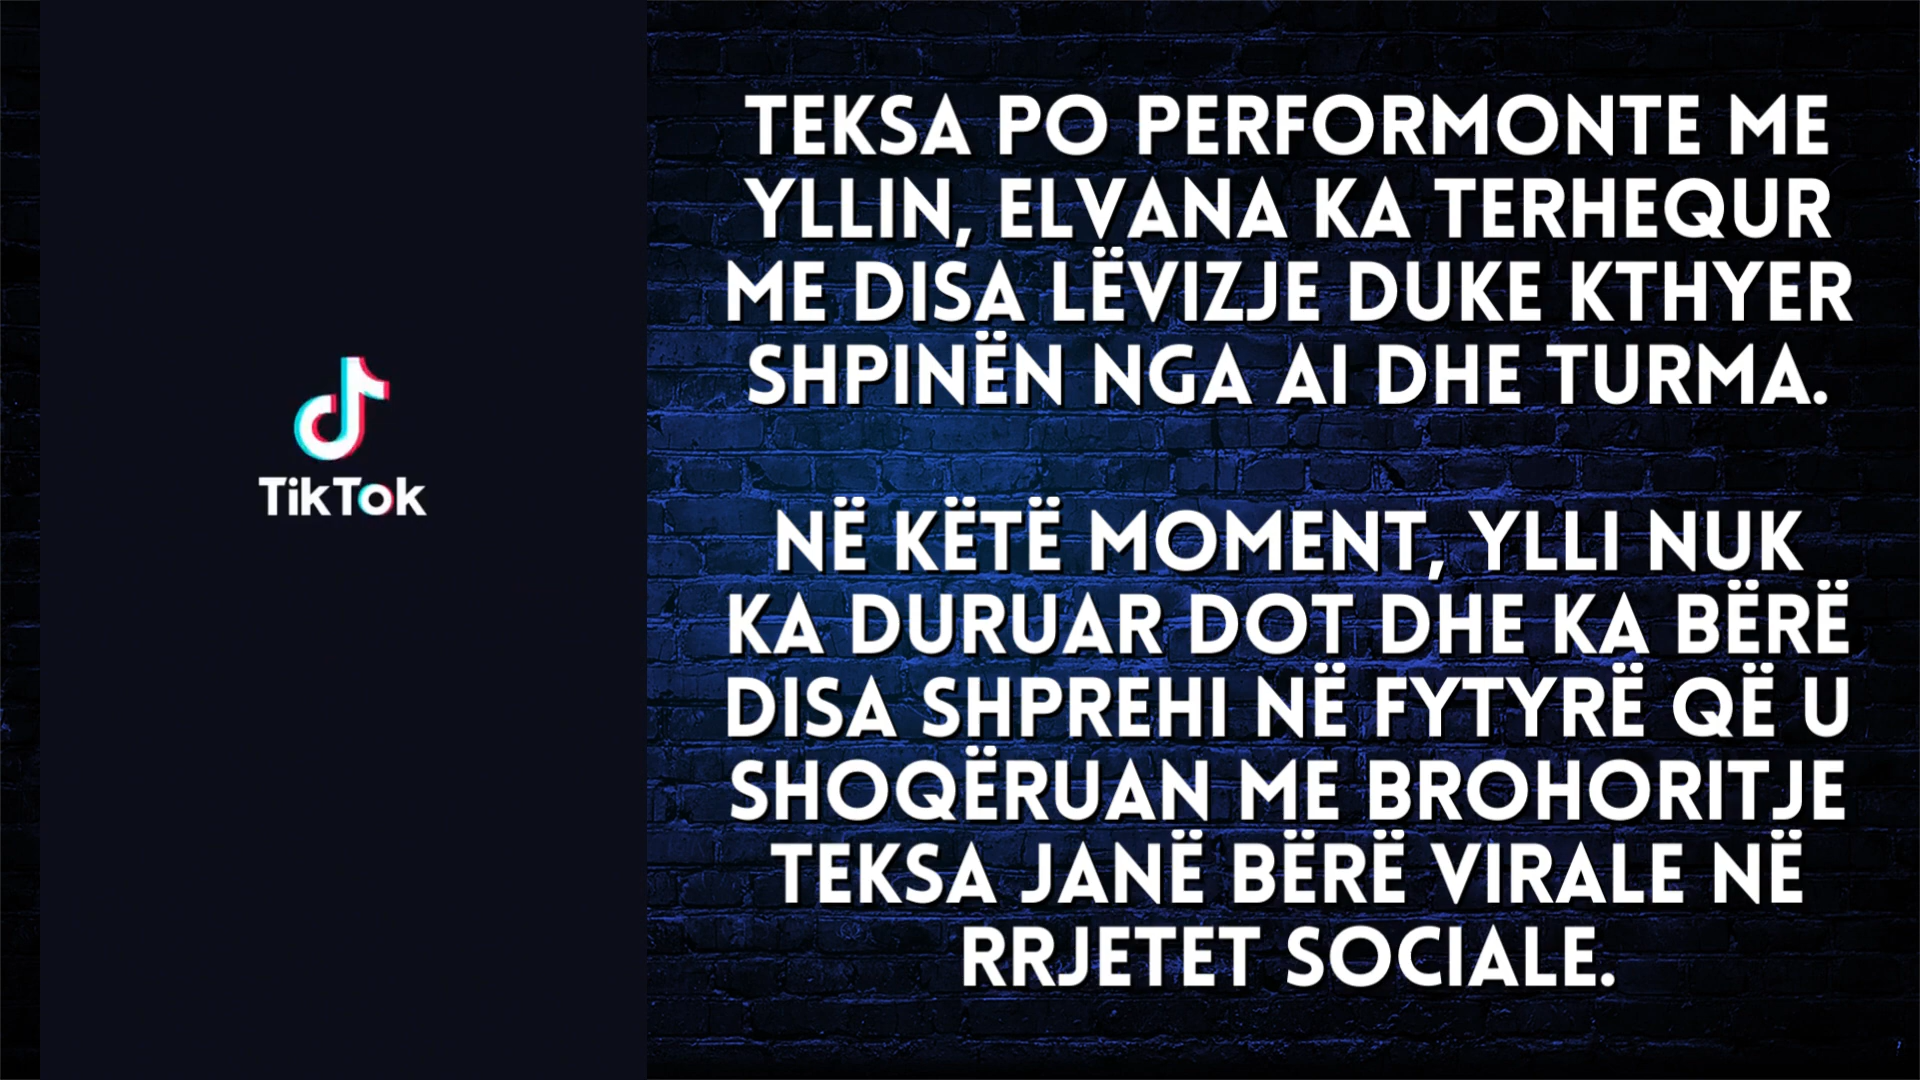 TikTok
TEKSA PO PERFORMONTE ME
YLLIN, ELVANA KA TERHEQUR
ME DISA LËVIZJE DUKE KTHYER
SHPINËN NGA AI DHE TURMA.
NË KËTË MOMENT, YLLI NUK
KA DURUAR DOT DHE KA BËRË
DISA SHPREHI NË FYTYRË QË U
SHOQËRUAN ME BROHORITJE
TEKSA JANË BËRË VIRALE NË
RRJETET SOCIALE.